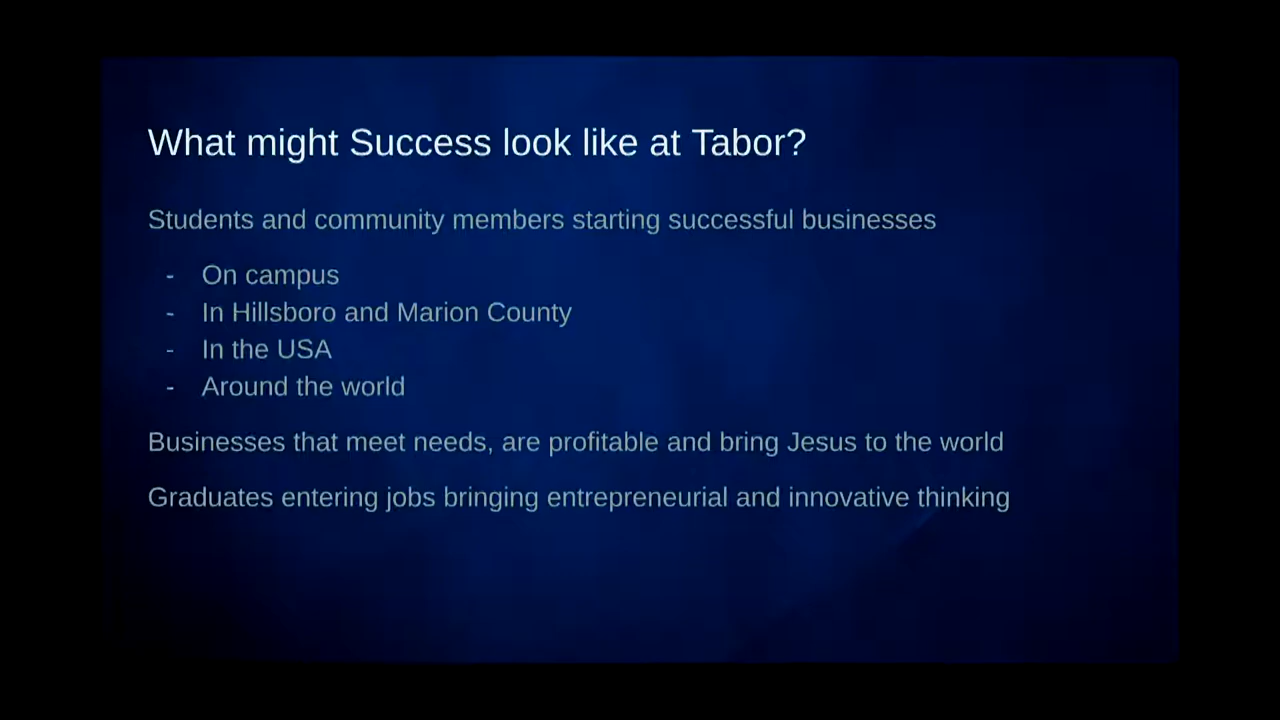 What might Success look like at Tabor?
Students and community members starting successful businesses
- On campus
- In Hillsboro and Marion County
- In the USA
- Around the world
Businesses that meet needs, are profitable and bring Jesus to the world
Graduates entering jobs bringing entrepreneurial and innovative thinking